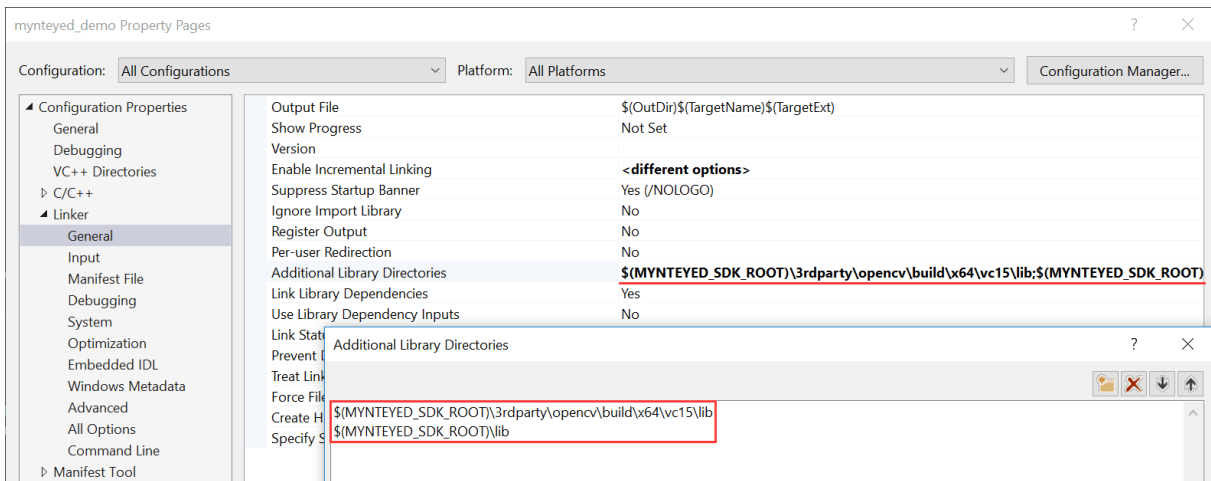 mynteyed_demo Property Pages
Configuration: All Configurations Platform: All Platforms Configuration Manager...
Configuration Properties
General
Debugging
VC++ Directories
C/C++
Linker
General
Input
Manifest File
Debugging
System
Optimization
Embedded IDL
Windows Metadata
Advanced
All Options
Command Line
Manifest Tool
Output File $(OutDir)$(TargetName)$(TargetExt)
Show Progress Not Set
Version
Enable Incremental Linking <different options>
Suppress Startup Banner Yes (/NOLOGO)
Ignore Import Library No
Register Output No
Per-user Redirection No
Additional Library Directories $(MYNTEYED_SDK_ROOT)\3rdparty\opencv\build\x64\vc15\lib;$(MYNTEYED_SDK_ROOT)
Link Library Dependencies Yes
Use Library Dependency Inputs No
Link Stat
Prevent
Treat Link
Force File
Create H
Specify S
Additional Library Directories
$(MYNTEYED_SDK_ROOT)\3rdparty\opencv\build\x64\vc15\lib
$(MYNTEYED_SDK_ROOT)\lib